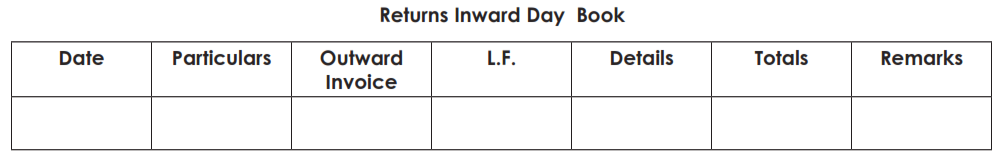 Returns Inward Day Book
Date Particulars Outward Invoice L.F. Details Totals Remarks